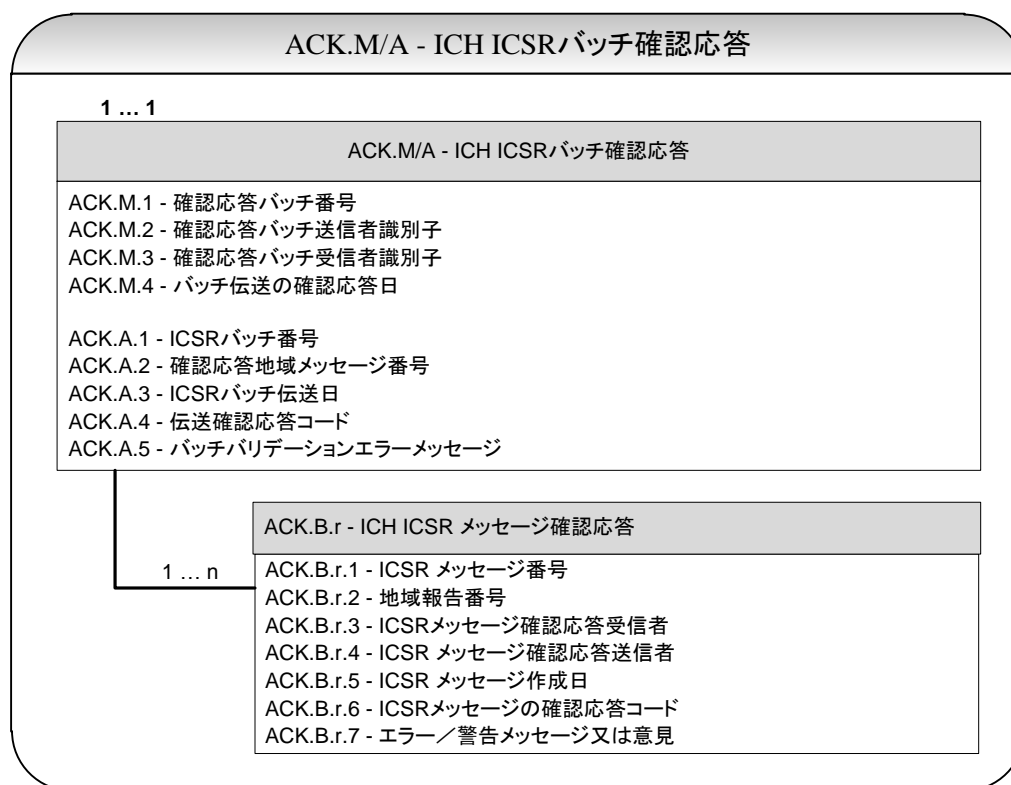 ACK.M/A - ICH ICSRバッチ確認応答
1 … 1
ACK.M/A - ICH ICSRバッチ確認応答
ACK.M.1 - 確認応答バッチ番号
ACK.M.2 - 確認応答バッチ送信者識別子
ACK.M.3 - 確認応答バッチ受信者識別子
ACK.M.4 - バッチ伝送の確認応答日
ACK.A.1 - ICSRバッチ番号
ACK.A.2 - 確認応答地域メッセージ番号
ACK.A.3 - ICSRバッチ伝送日
ACK.A.4 - 伝送確認応答コード
ACK.A.5 - バッチバリデーションエラーメッセージ
ACK.B.r - ICH ICSR メッセージ確認応答
1 … n
ACK.B.r.1 - ICSR メッセージ番号
ACK.B.r.2 - 地域報告番号
ACK.B.r.3 - ICSRメッセージ確認応答受信者
ACK.B.r.4 - ICSR メッセージ確認応答送信者
ACK.B.r.5 - ICSR メッセージ作成日
ACK.B.r.6 - ICSRメッセージの確認応答コード
ACK.B.r.7 - エラー／警告メッセージ又は意見